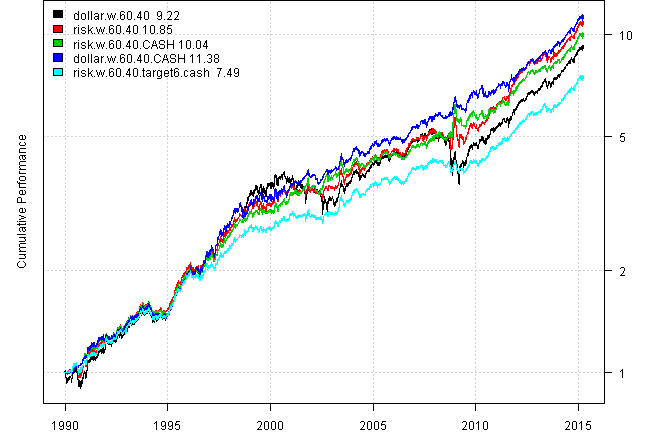 dollar.w.60.40 9.22
risk.w.60.40 10.85
risk.w.60.40.CASH 10.04
dollar.w.60.40.CASH 11.38
risk.w.60.40.target6.cash 7.49
Cumulative Performance
10
5
2
1
1990 1995 2000 2005 2010 2015